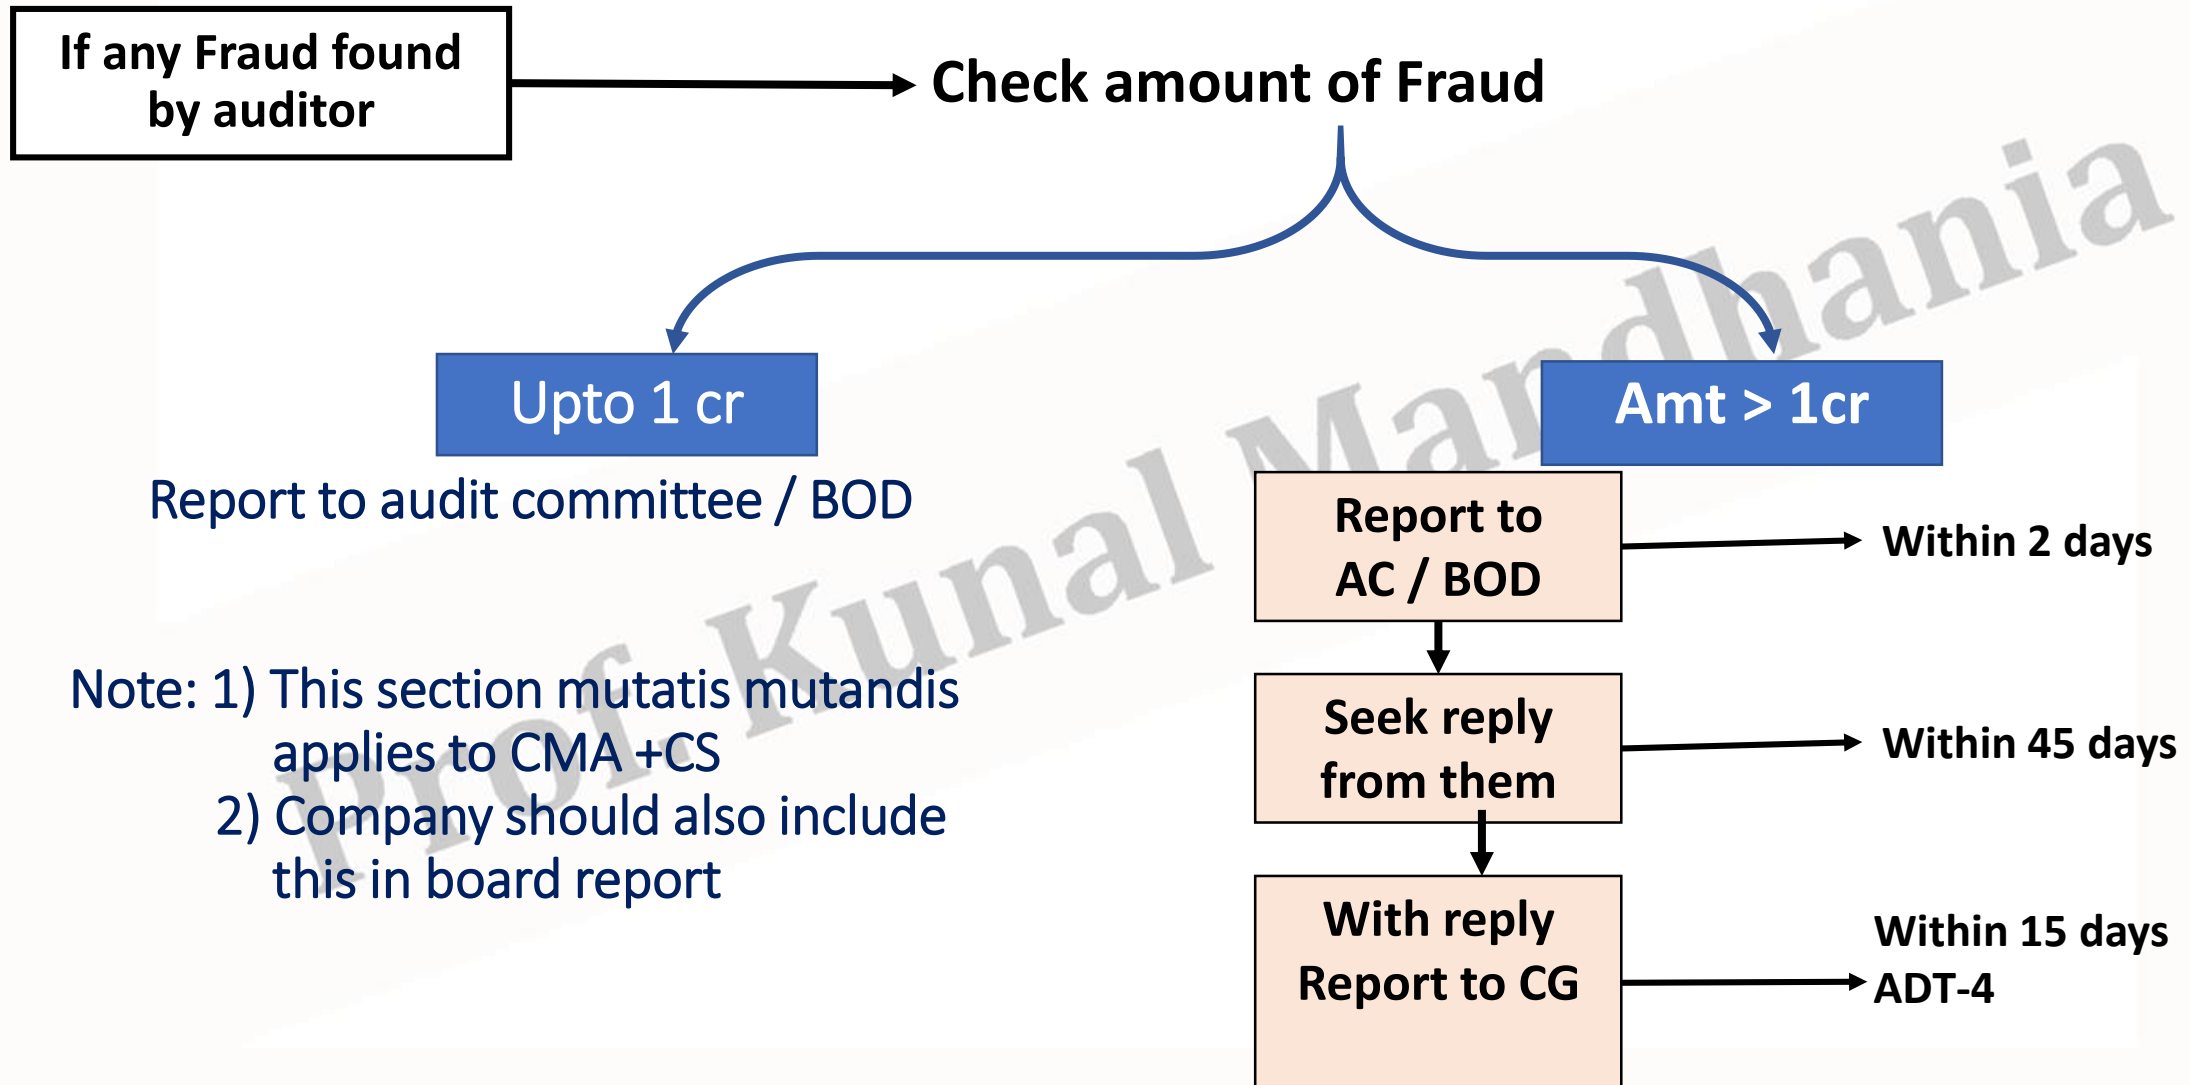 If any Fraud found
by auditor
Check amount of Fraud
Upto 1 cr
Report to audit committee / BOD
Note: 1) This section mutatis mutandis
applies to CMA +CS
2) Company should also include
this in board report
Amt > 1cr
Report to
AC / BOD
Within 2 days
Seek reply
from them
Within 45 days
With reply
Report to CG
Within 15 days
ADT-4
Prof. Kunal Mandhania